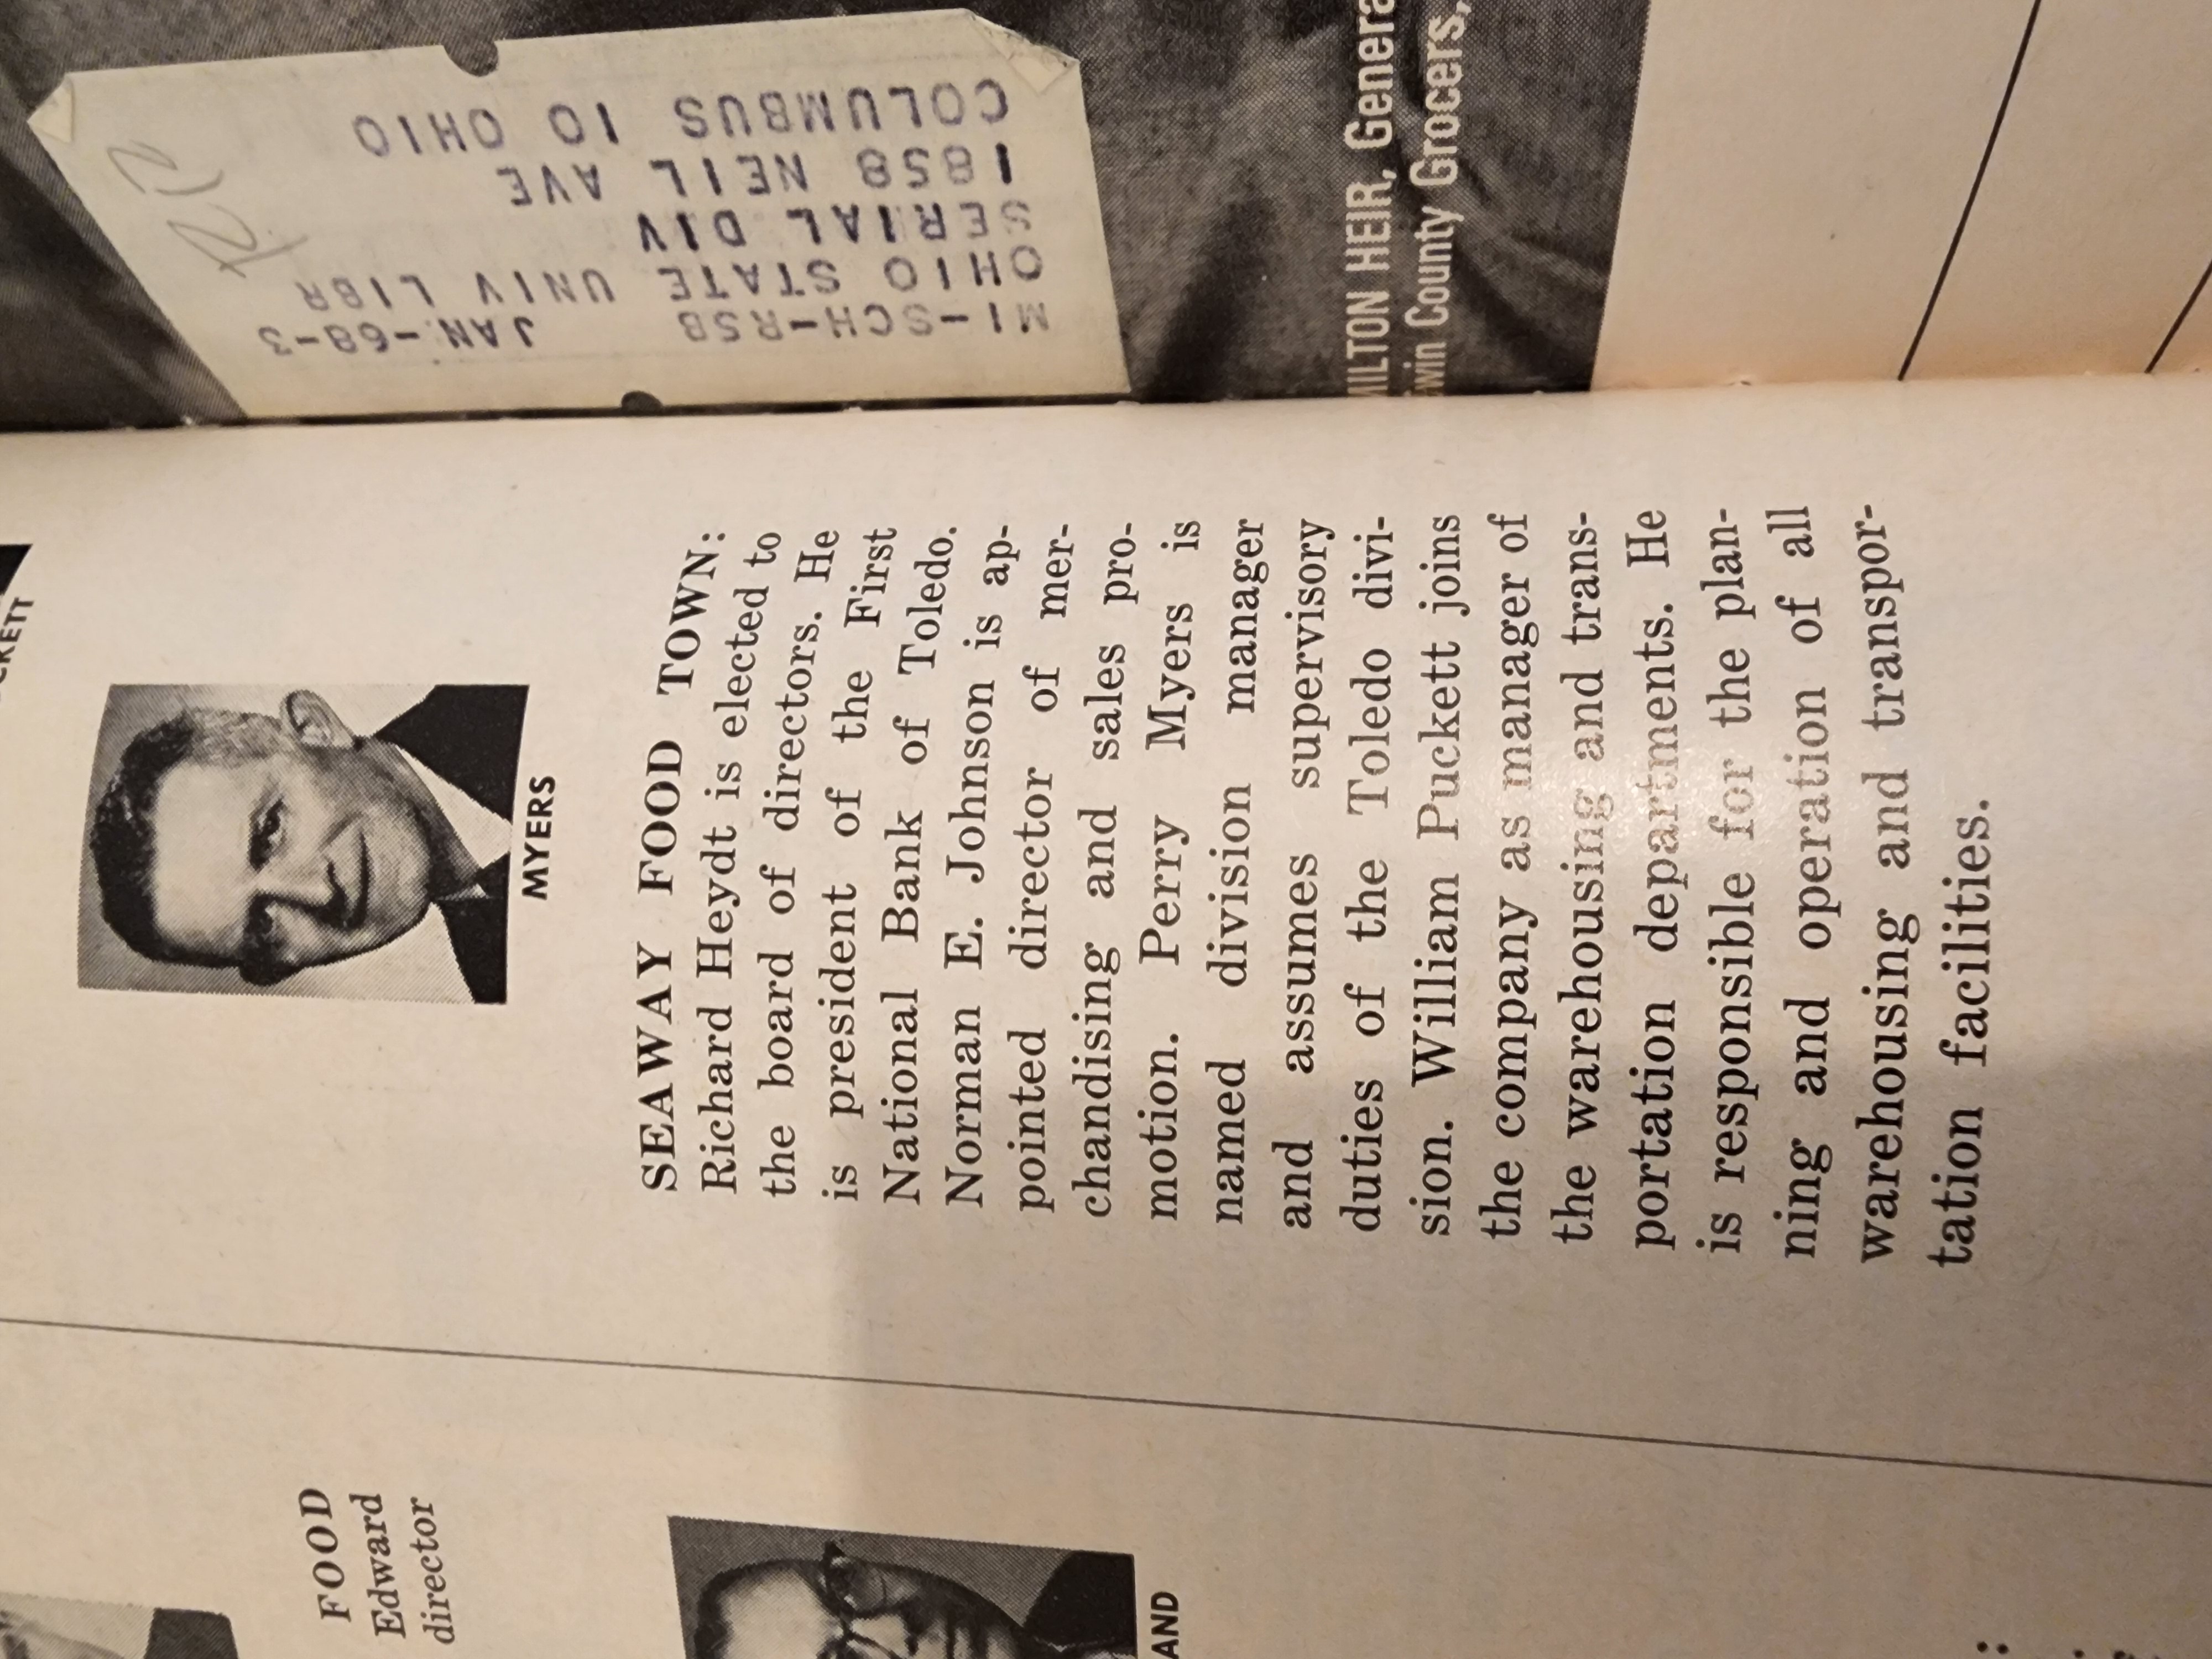 MI-SCH-RSB JAN-68-3
OHIO STATE UNIV LIBR
SERIAL DIV
1858 NEIL AVE
COLUMBUS 10 OHIO
MILTON HEIR, Genera
win County Grocers,
CKETT
MYERS
SEAWAY FOOD TOWN:
Richard Heydt is elected to
the board of directors. He
is president of the First
National Bank of Toledo.
Norman E. Johnson is ap-
pointed director of mer-
chandising and sales pro-
motion. Perry Myers is
named division manager
and assumes supervisory
duties of the Toledo divi-
sion. William Puckett joins
the company as manager of
the warehousing and trans-
portation departments. He
is responsible for the plan-
ning and operation of all
warehousing and transpor-
tation facilities.
FOOD
Edward
director
AND